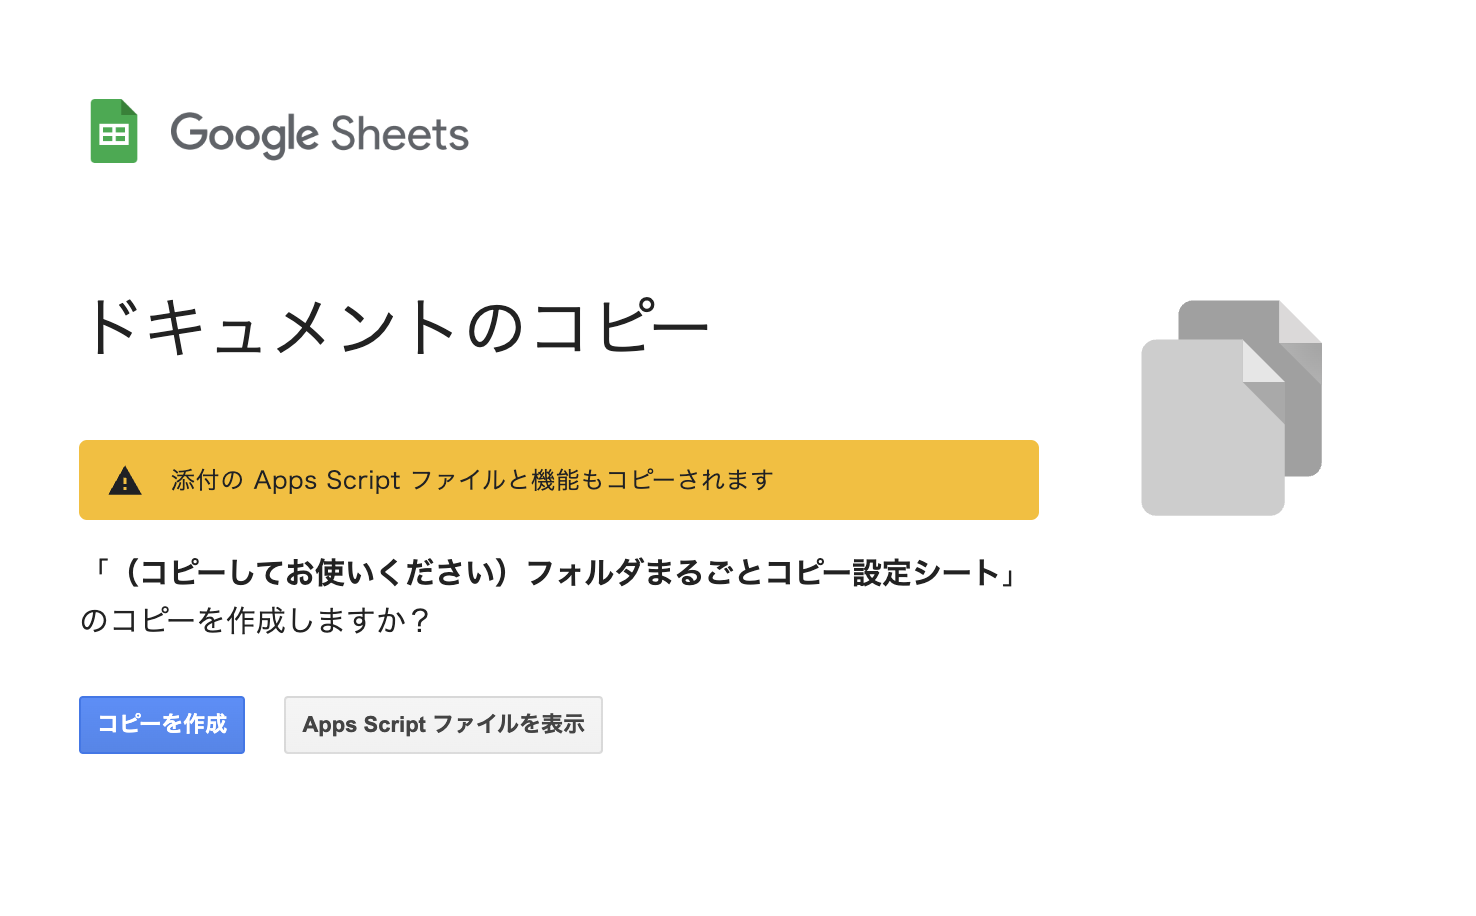 Google Sheets
ドキュメントのコピー
添付の Apps Script ファイルと機能もコピーされます
「（コピーしてお使いください）フォルダまるごとコピー設定シート」
のコピーを作成しますか？
コピーを作成
Apps Script ファイルを表示